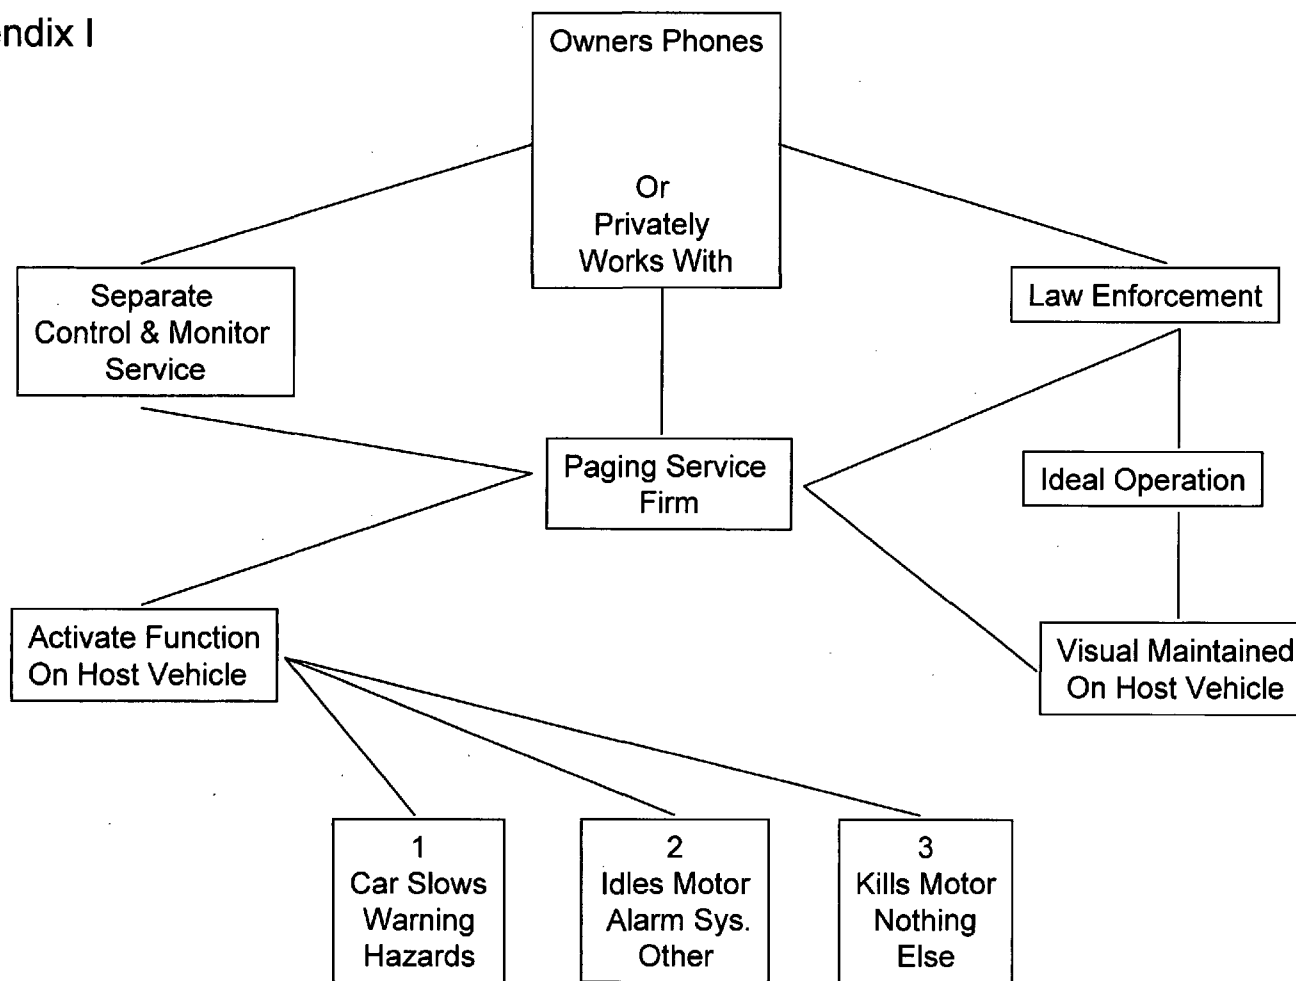 endix I
Owners Phones
Or
Privately
Works With
Separate
Control & Monitor
Service
Law Enforcement
Paging Service
Firm
Ideal Operation
Activate Function
On Host Vehicle
Visual Maintained
On Host Vehicle
1
Car Slows
Warning
Hazards
2
Idles Motor
Alarm Sys.
Other
3
Kills Motor
Nothing
Else